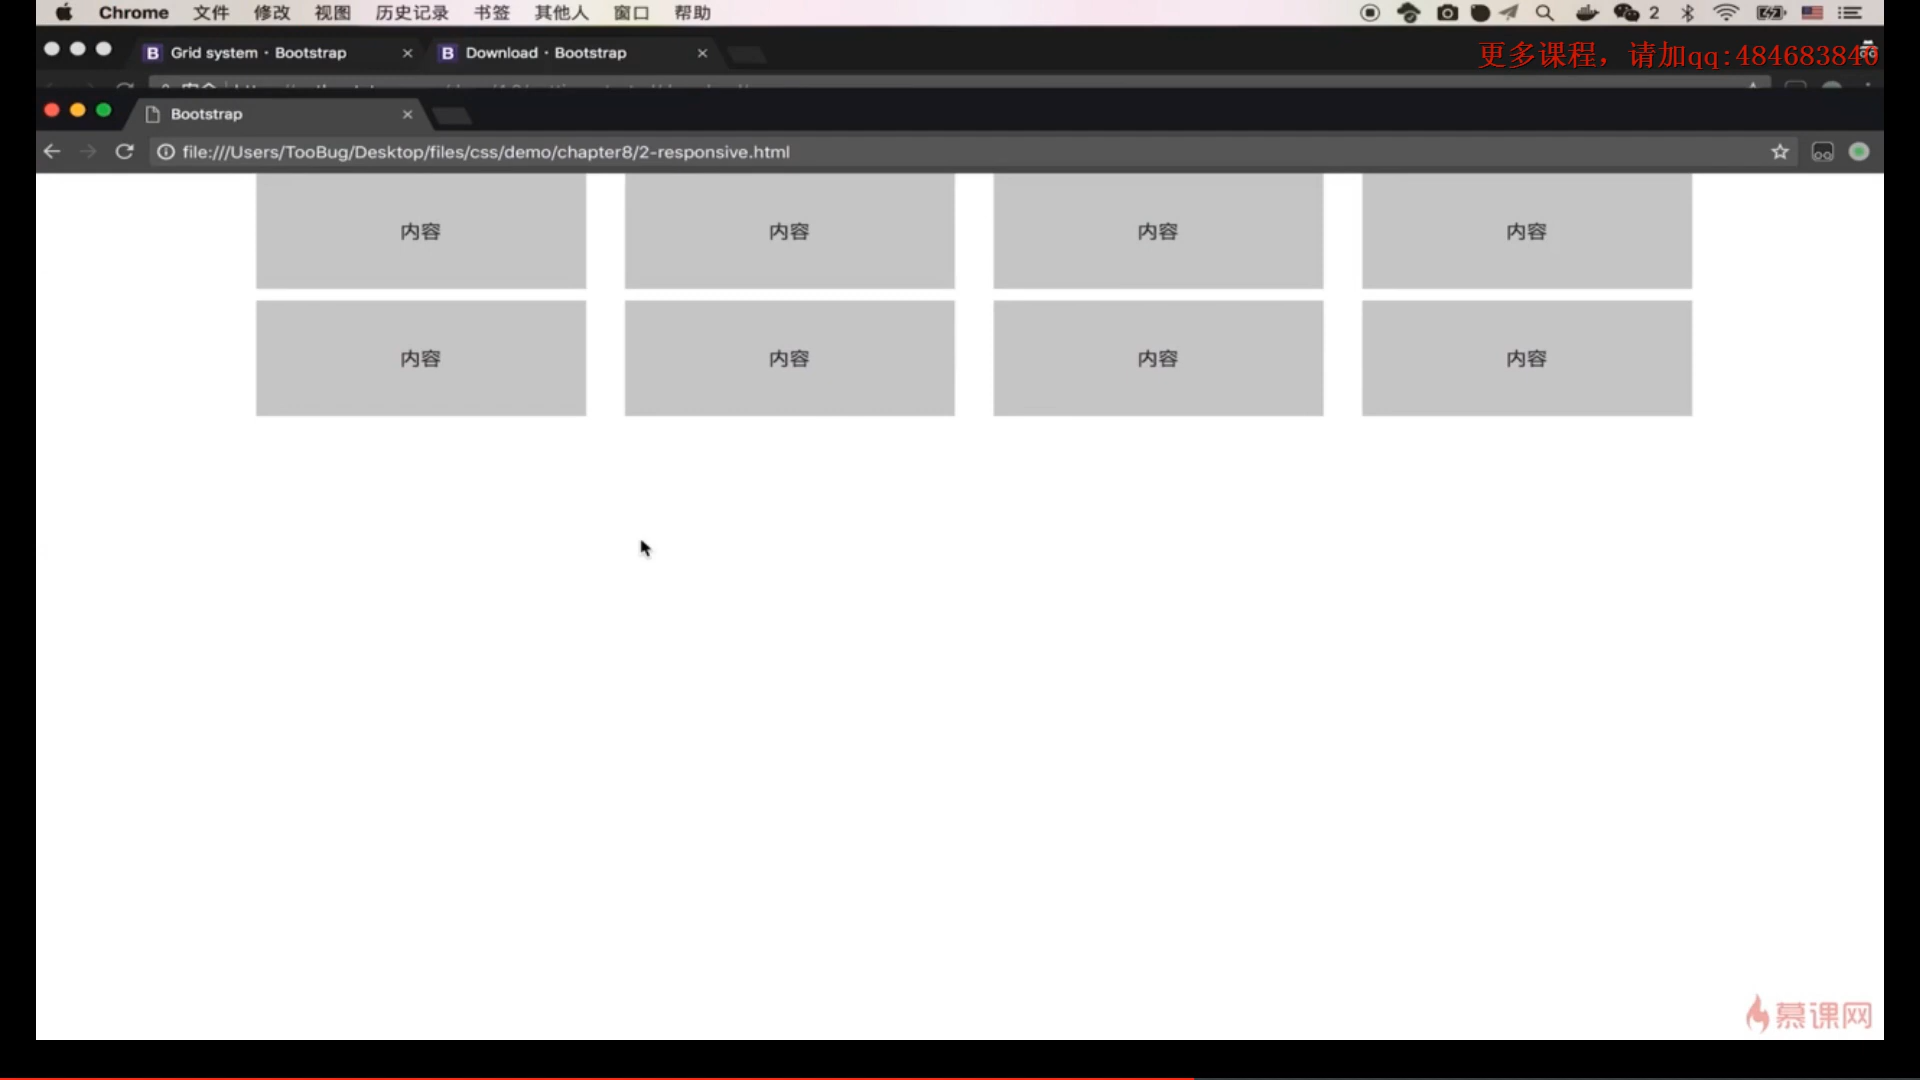 Chrome 文件 修改 视图 历史记录 书签 其他人 窗口 帮助 2
Grid system · Bootstrap Download · Bootstrap
更多课程，请加qq:484683840
Bootstrap
file:///Users/TooBug/Desktop/files/css/demo/chapter8/2-responsive.html
内容 内容 内容 内容
内容 内容 内容 内容
慕课网